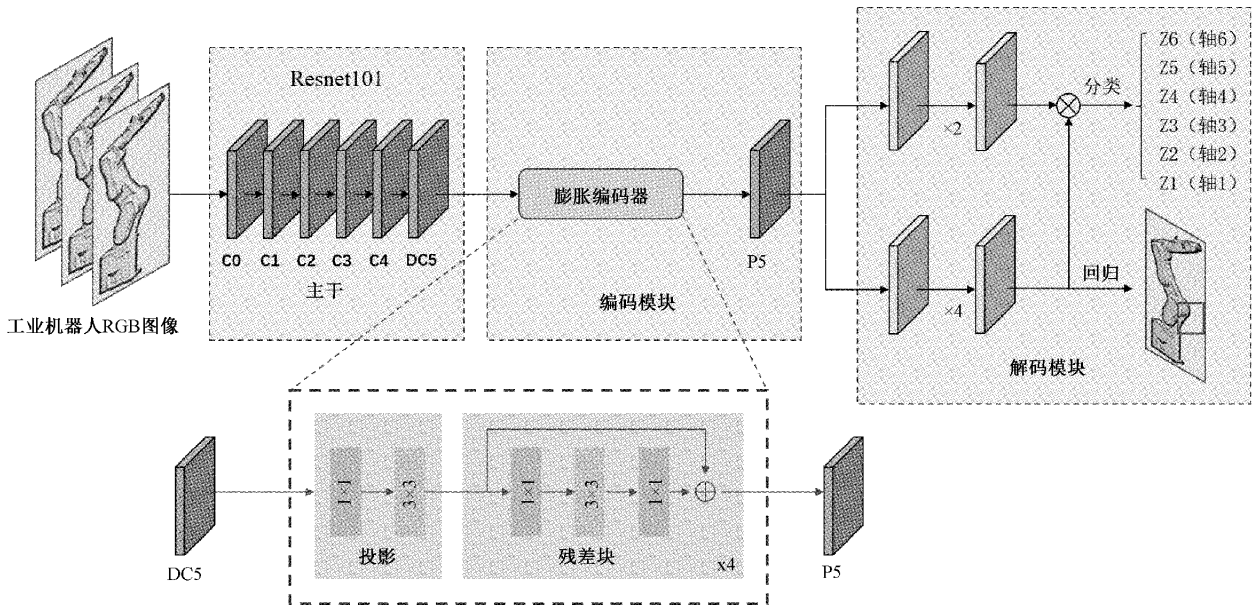 工业机器人RGB图像
Resnet101
C0
C1
C2
C3
C4
DC5
主干
膨胀编码器
编码模块
P5
×2
×4
分类
回归
Z6（轴6）
Z5（轴5）
Z4（轴4）
Z3（轴3）
Z2（轴2）
Z1（轴1）
解码模块
DC5
1×1
3×3
投影
1×1
3×3
1×1
残差块
x4
P5